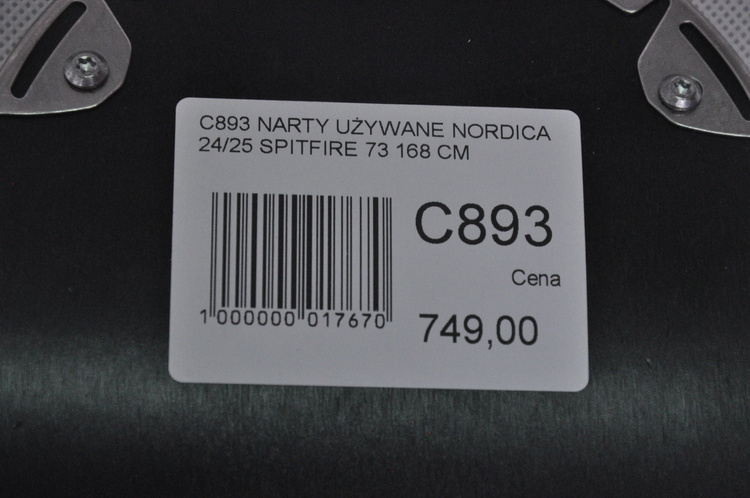 C893 NARTY UŻYWANE NORDICA
24/25 SPITFIRE 73 168 CM
C893
Cena
1 000000 017670
749,00